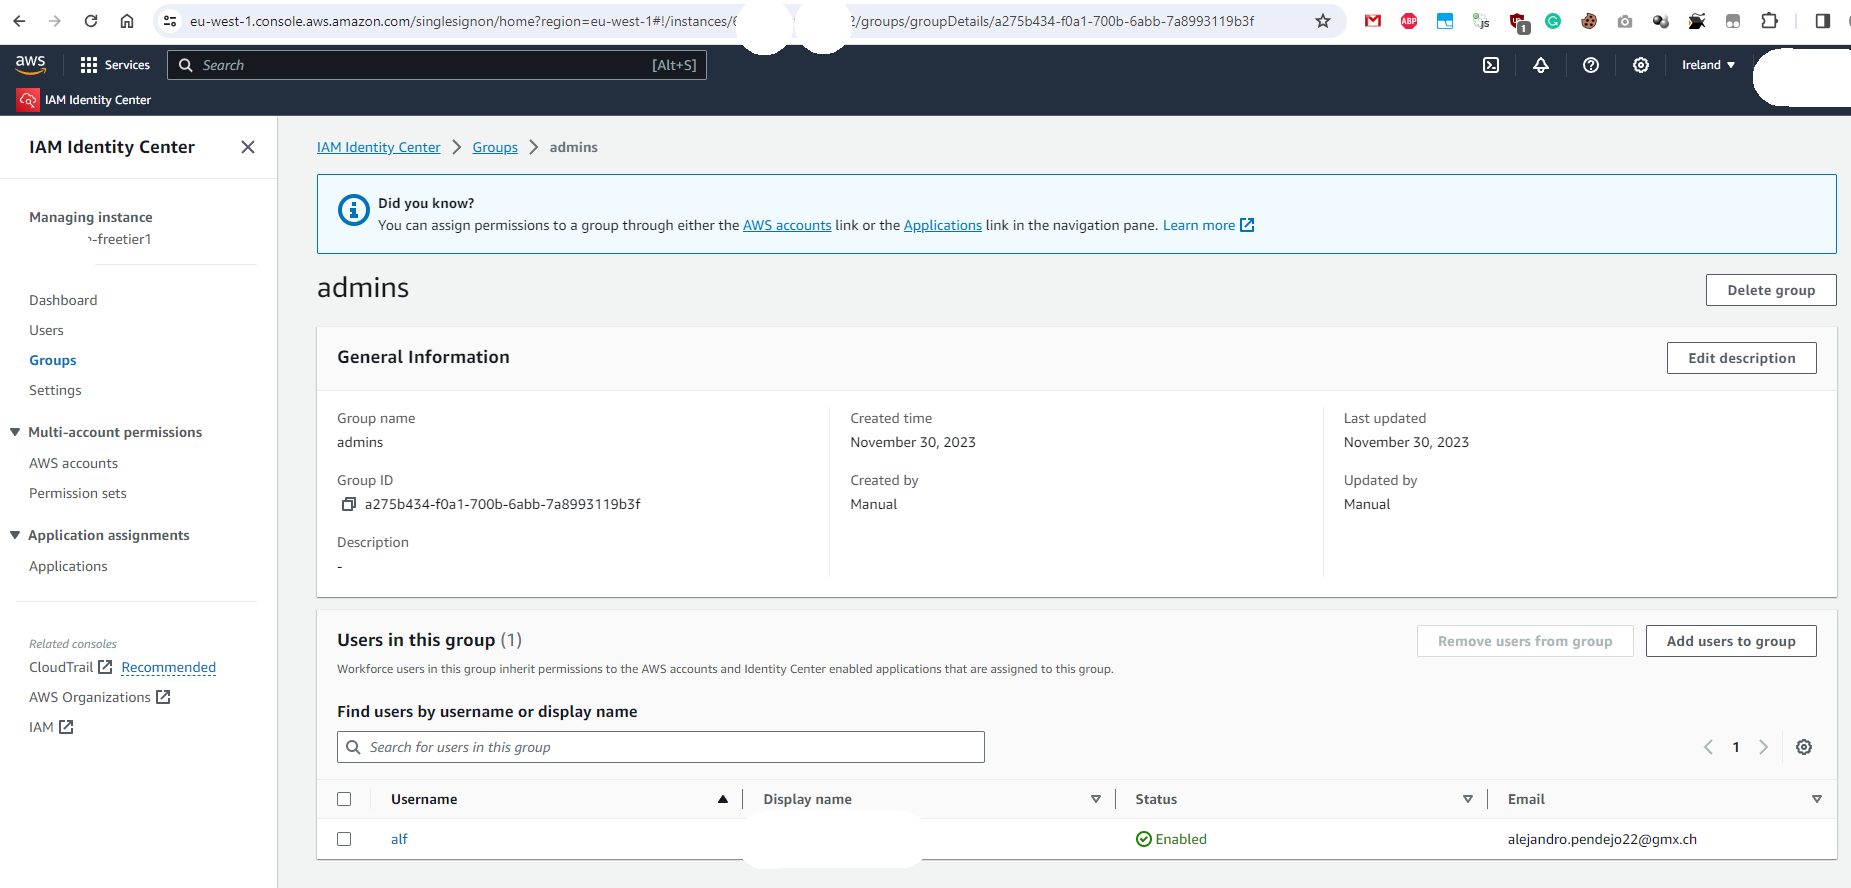 eu-west-1.console.aws.amazon.com/singlesignon/home?region=eu-west-1#!/instances/ /groups/groupDetails/a275b434-f0a1-700b-6abb-7a8993119b3f
ABP
JS
1
aws
Services
Search
[Alt+S]
Ireland
IAM Identity Center
IAM Identity Center
Managing instance
-freetier1
Dashboard
Users
Groups
Settings
Multi-account permissions
AWS accounts
Permission sets
Application assignments
Applications
Related consoles
CloudTrail Recommended
AWS Organizations
IAM
IAM Identity Center > Groups > admins
Did you know?
You can assign permissions to a group through either the AWS accounts link or the Applications link in the navigation pane. Learn more
admins
Delete group
General Information
Edit description
Group name
admins
Group ID
a275b434-f0a1-700b-6abb-7a8993119b3f
Description
-
Created time
November 30, 2023
Created by
Manual
Last updated
November 30, 2023
Updated by
Manual
Users in this group (1)
Remove users from group
Add users to group
Workforce users in this group inherit permissions to the AWS accounts and Identity Center enabled applications that are assigned to this group.
Find users by username or display name
Search for users in this group
1
Username Display name Status Email
alf Enabled alejandro.pendejo22@gmx.ch